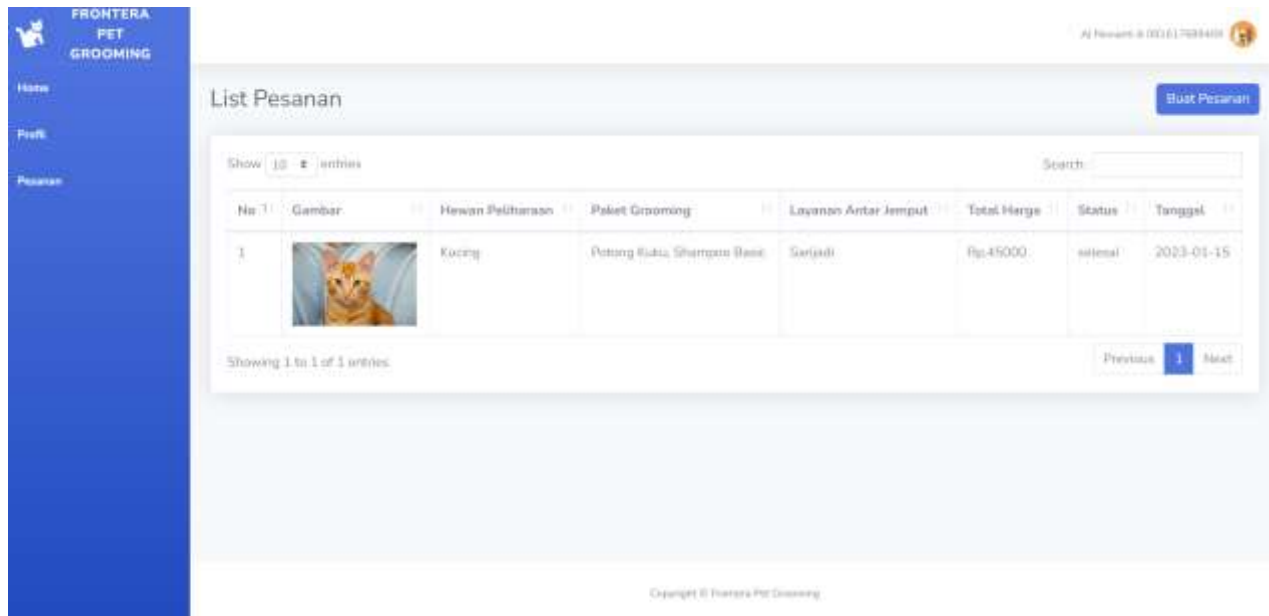 FRONTERA
PET
GROOMING
Home
Profil
Pesanan
List Pesanan
Buat Pesanan
Show 10 entries
Search:
No Gambar Hewan Peliharaan Paket Grooming Layanan Antar Jemput Total Harga Status Tanggal
1 Kucing Potong Kuku, Shampoo Basic Sarijadi Rp.45000 selesai 2023-01-15
Showing 1 to 1 of 1 entries
Previous 1 Next
Copyright © Frontera Pet Grooming